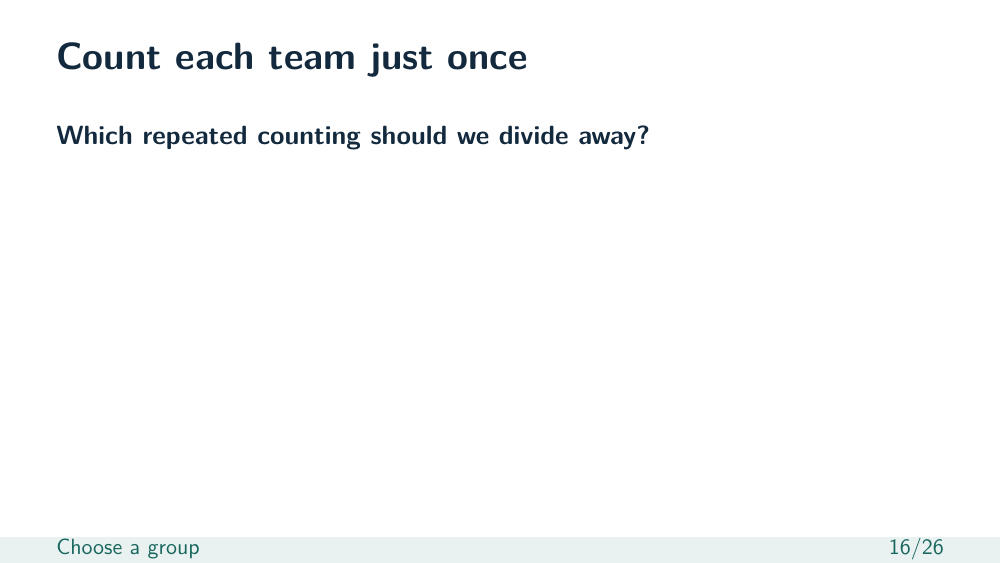 Count each team just once
Which repeated counting should we divide away?
Choose a group
16/26